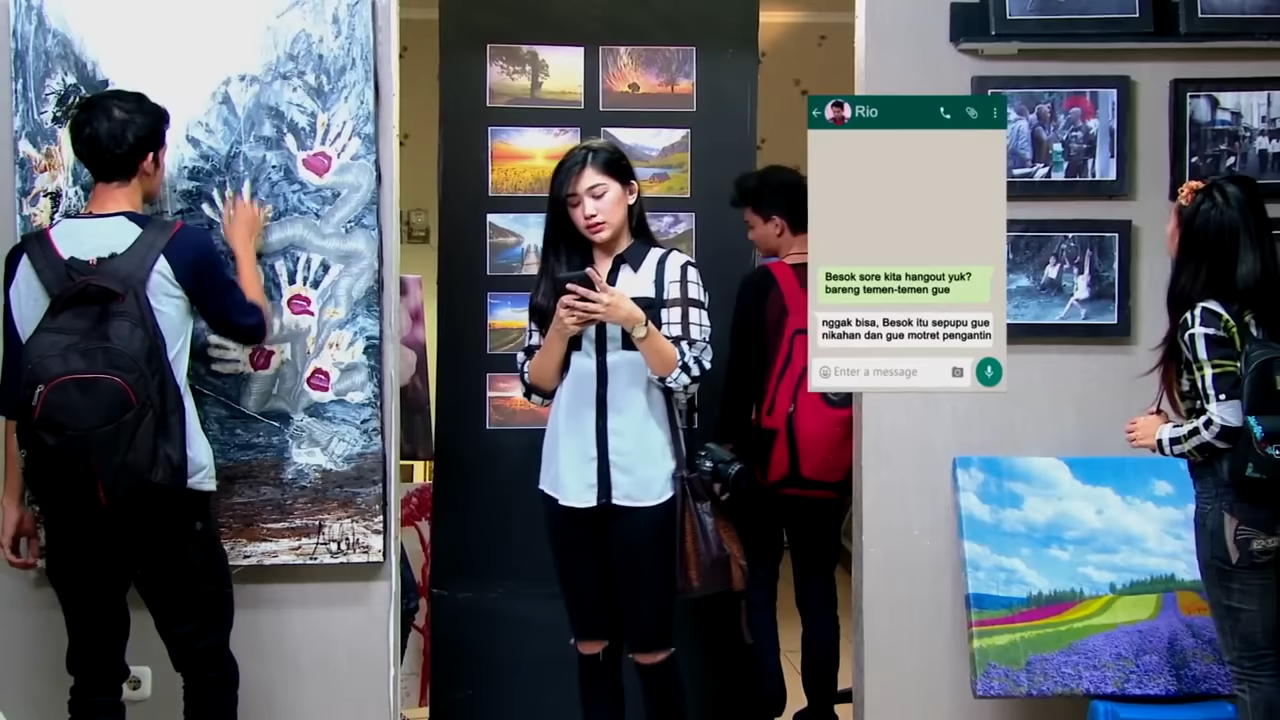 Rio
Besok sore kita hangout yuk?
bareng temen-temen gue
nggak bisa, Besok itu sepupu gue
nikahan dan gue motret pengantin
Enter a message